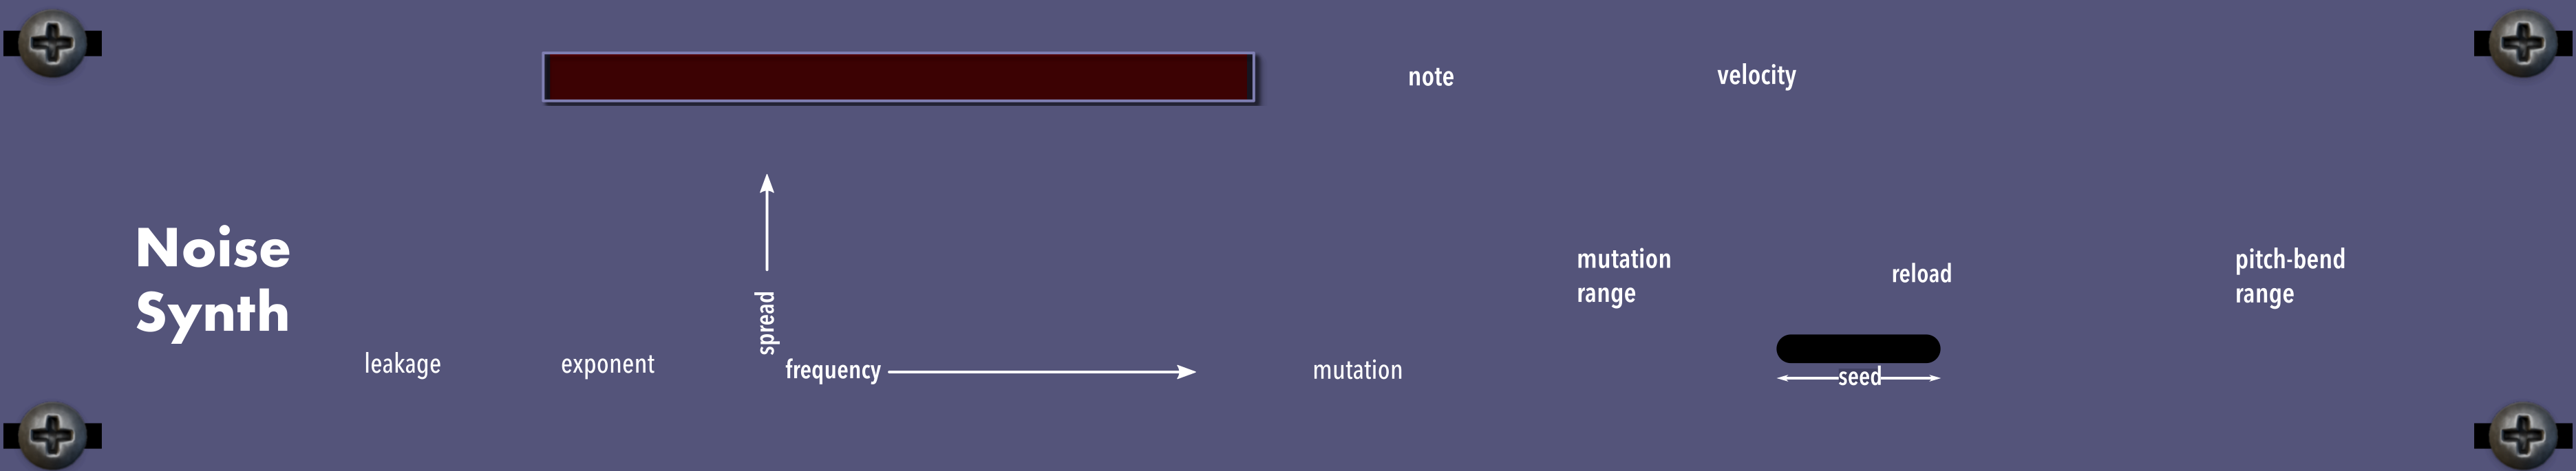 note
velocity
Noise
Synth
leakage
exponent
spread
frequency
mutation
mutation
range
reload
seed
pitch-bend
range